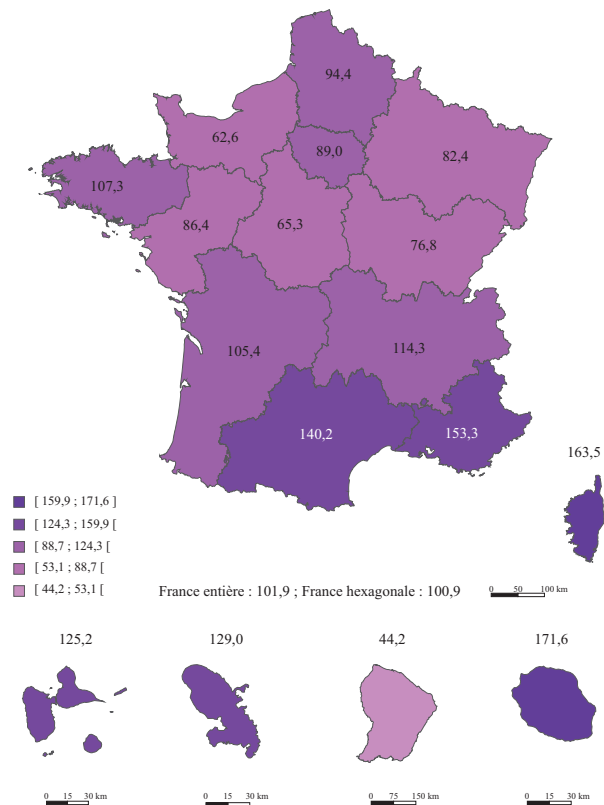 94,4
62,6
89,0
82,4
107,3
86,4
65,3
76,8
105,4
114,3
140,2
153,3
163,5
[ 159,9 ; 171,6 ]
[ 124,3 ; 159,9 [
[ 88,7 ; 124,3 [
[ 53,1 ; 88,7 [
[ 44,2 ; 53,1 [
France entière : 101,9 ; France hexagonale : 100,9
0 50 100 km
125,2
129,0
44,2
171,6
0 15 30 km
0 15 30 km
0 75 150 km
0 15 30 km